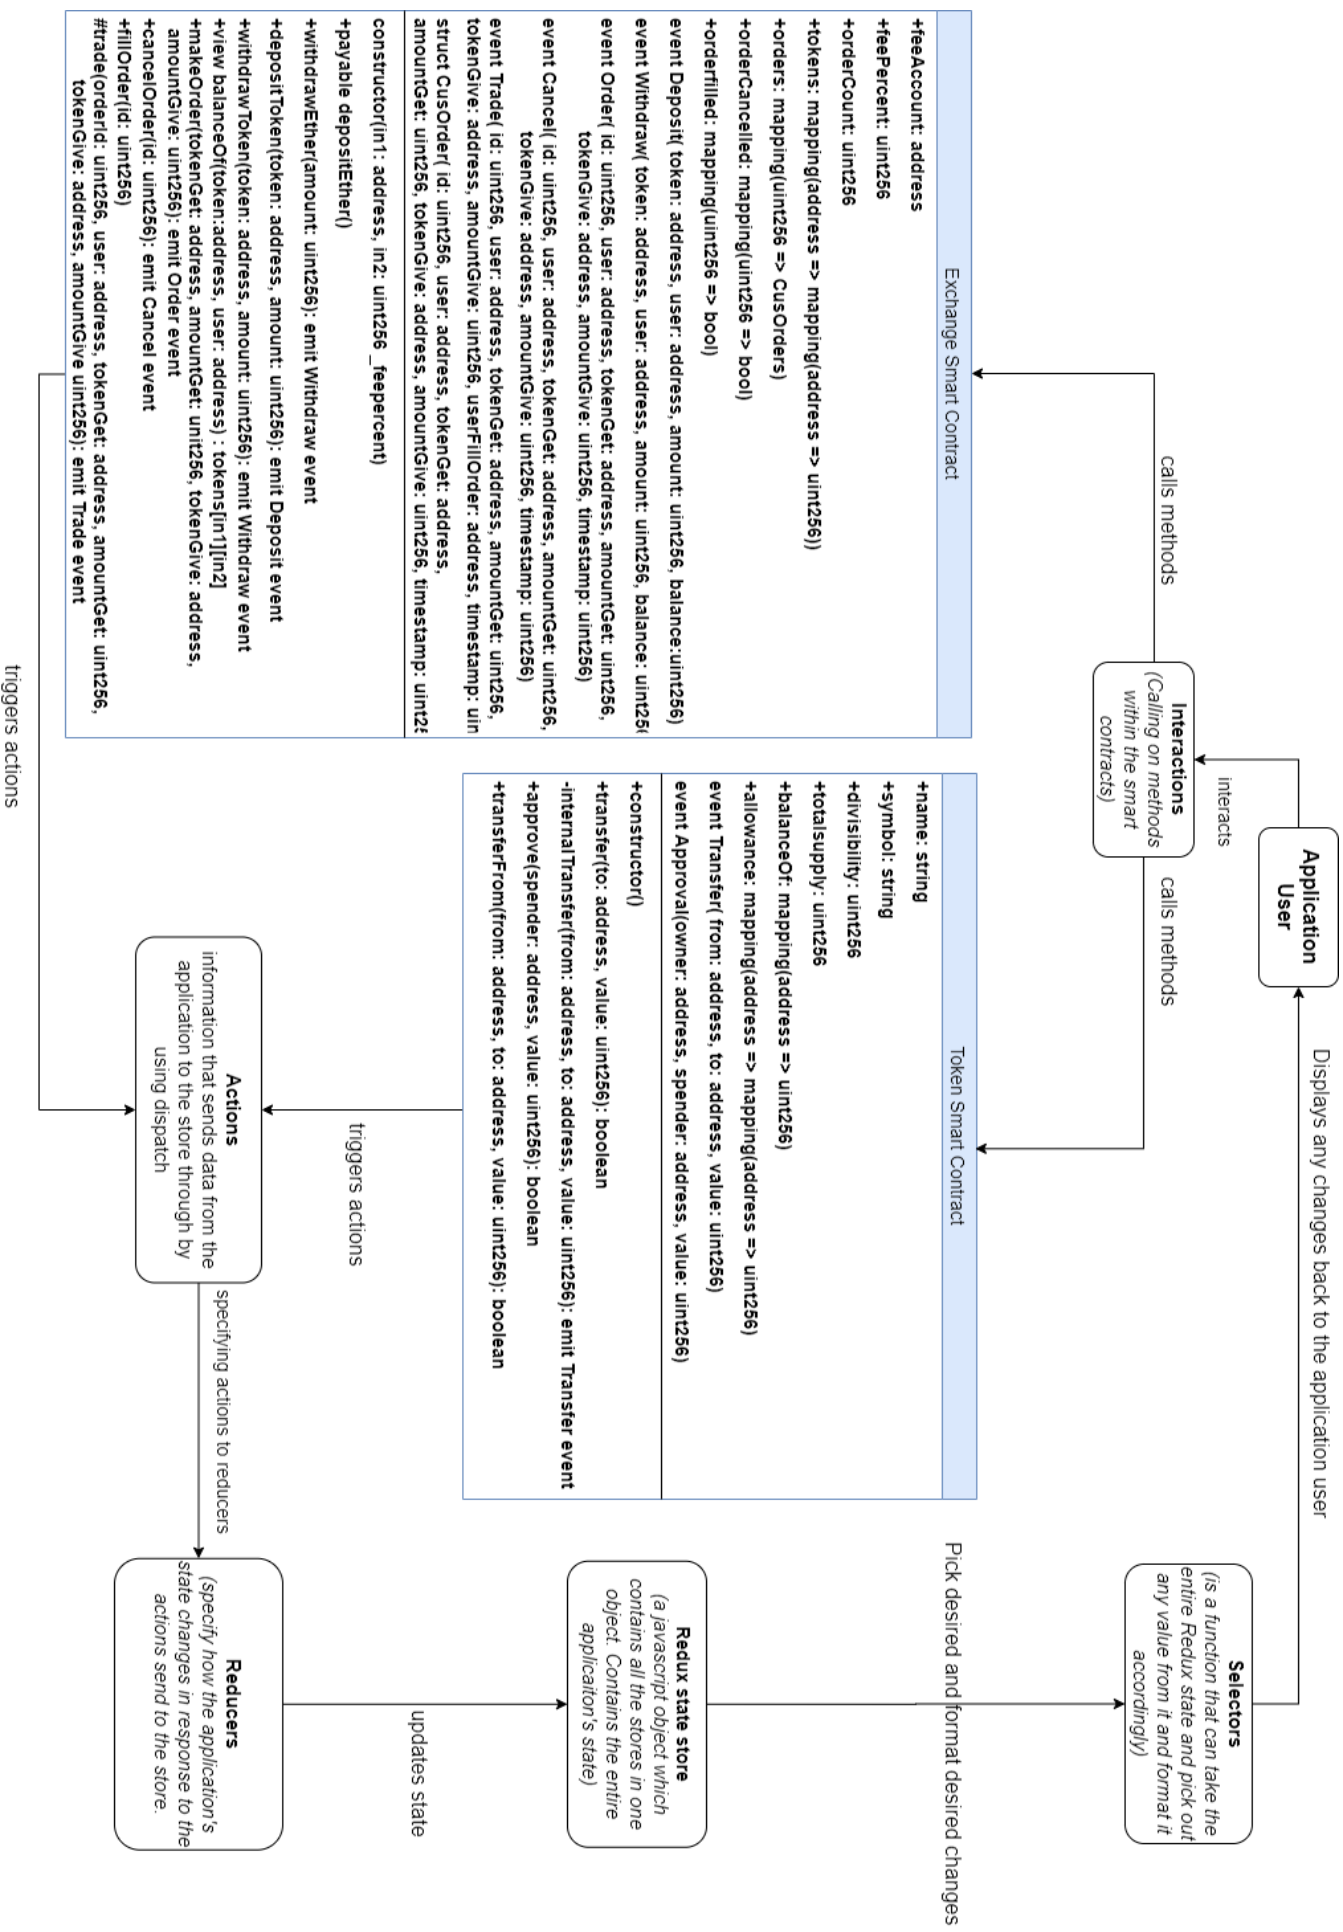 Application
User
Displays any changes back to the application user
interacts
Interactions
(Calling on methods
within the smart
contracts)
calls methods
calls methods
Exchange Smart Contract
+feeAccount: address
+feePercent: uint256
+orderCount: uint256
+tokens: mapping(address => mapping(address => uint256))
+orders: mapping(uint256 => CusOrders)
+orderCancelled: mapping(uint256 => bool)
+orderfilled: mapping(uint256 => bool)
event Deposit( token: address, user: address, amount: uint256, balance:uint256)
event Withdraw( token: address, user: address, amount: uint256, balance: uint256
event Order( id: uint256, user: address, tokenGet: address, amountGet: uint256,
tokenGive: address, amountGive: uint256, timestamp: uint256)
event Cancel( id: uint256, user: address, tokenGet: address, amountGet: uint256,
tokenGive: address, amountGive: uint256, timestamp: uint256)
event Trade( id: uint256, user: address, tokenGet: address, amountGet: uint256,
tokenGive: address, amountGive: uint256, userFillOrder: address, timestamp: uin
struct CusOrder( id: uint256, user: address, tokenGet: address,
amountGet: uint256, tokenGive: address, amountGive: uint256, timestamp: uint25
constructor(in1: address, in2: uint256 _feepercent)
+payable depositEther()
+withdrawEther(amount: uint256): emit Withdraw event
+depositToken(token: address, amount: uint256): emit Deposit event
+withdrawToken(token: address, amount: uint256): emit Withdraw event
+view balanceOf(token:address, user: address) : tokens[in1][in2]
+makeOrder(tokenGet: address, amountGet: unit256, tokenGive: address,
amountGive: uint256): emit Order event
+cancelOrder(id: uint256): emit Cancel event
+fillOrder(id: uint256)
#trade(orderId: uint256, user: address, tokenGet: address, amountGet: uint256,
tokenGive: address, amountGive uint256): emit Trade event
triggers actions
Token Smart Contract
+name: string
+symbol: string
+divisibility: uint256
+totalsupply: uint256
+balanceOf: mapping(address => uint256)
+allowance: mapping(address => mapping(address => uint256)
event Transfer( from: address, to: address, value: uint256)
event Approval(owner: address, spender: address, value: uint256)
+constructor()
+transfer(to: address, value: uint256): boolean
-internalTransfer(from: address, to: address, value: uint256): emit Transfer event
+approve(spender: address, value: uint256): boolean
+transferFrom(from: address, to: address, value: uint256): boolean
triggers actions
Actions
information that sends data from the
application to the store through by
using dispatch
specifying actions to reducers
Reducers
(specify how the application's
state changes in response to the
actions send to the store.
updates state
Redux state store
(a javascript object which
contains all the stores in one
object. Contains the entire
applicaiton's state)
Pick desired and format desired changes
Selectors
(is a function that can take the
entire Redux state and pick out
any value from it and format it
accordingly)